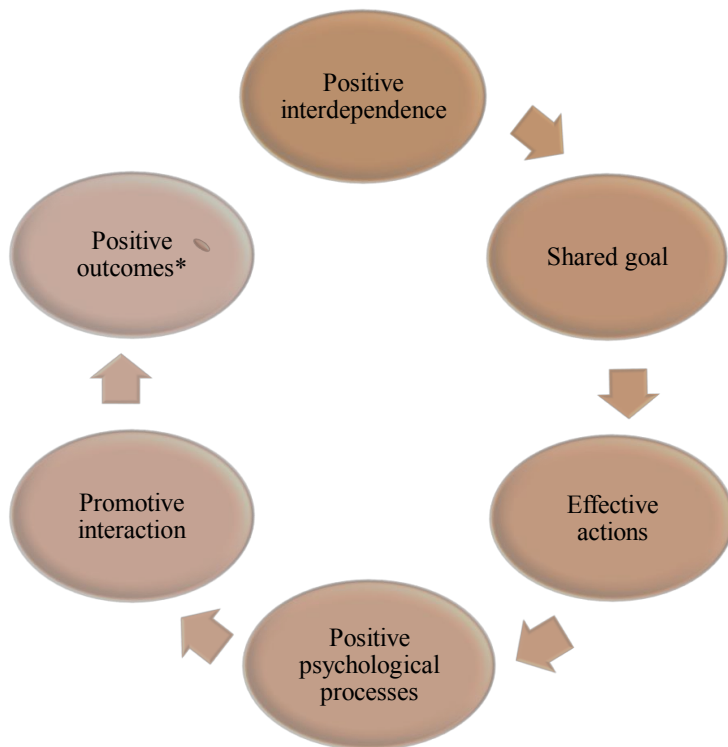 Positive
interdependence
Shared goal
Effective
actions
Positive
psychological
processes
Promotive
interaction
Positive
outcomes*